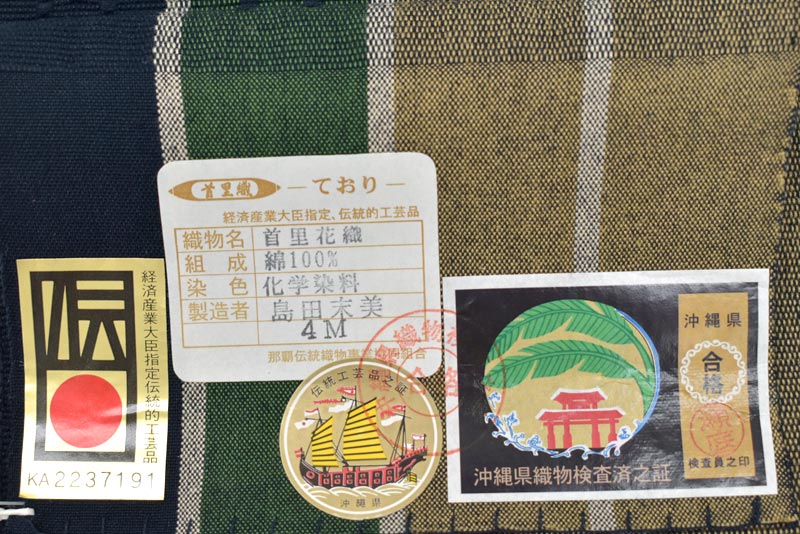 首里織
―ており―
経済産業大臣指定、伝統的工芸品
織物名 首里花織
組成 綿100%
染色 化学染料
製造者 島田末美
4M
那覇伝統織物事業協同組合
経済産業大臣指定伝統的工芸品
KA2237191
伝統工芸品之証
沖縄県
沖縄県
合格
検査員之印
沖縄県織物検査済之証